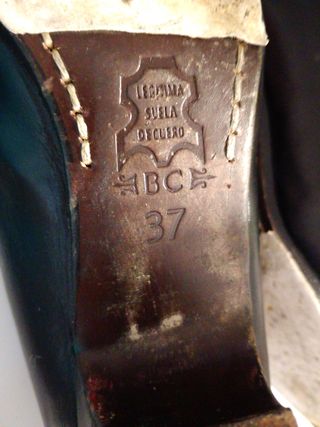 LEGITIMA
SUELA
DE CUERO
BC
37